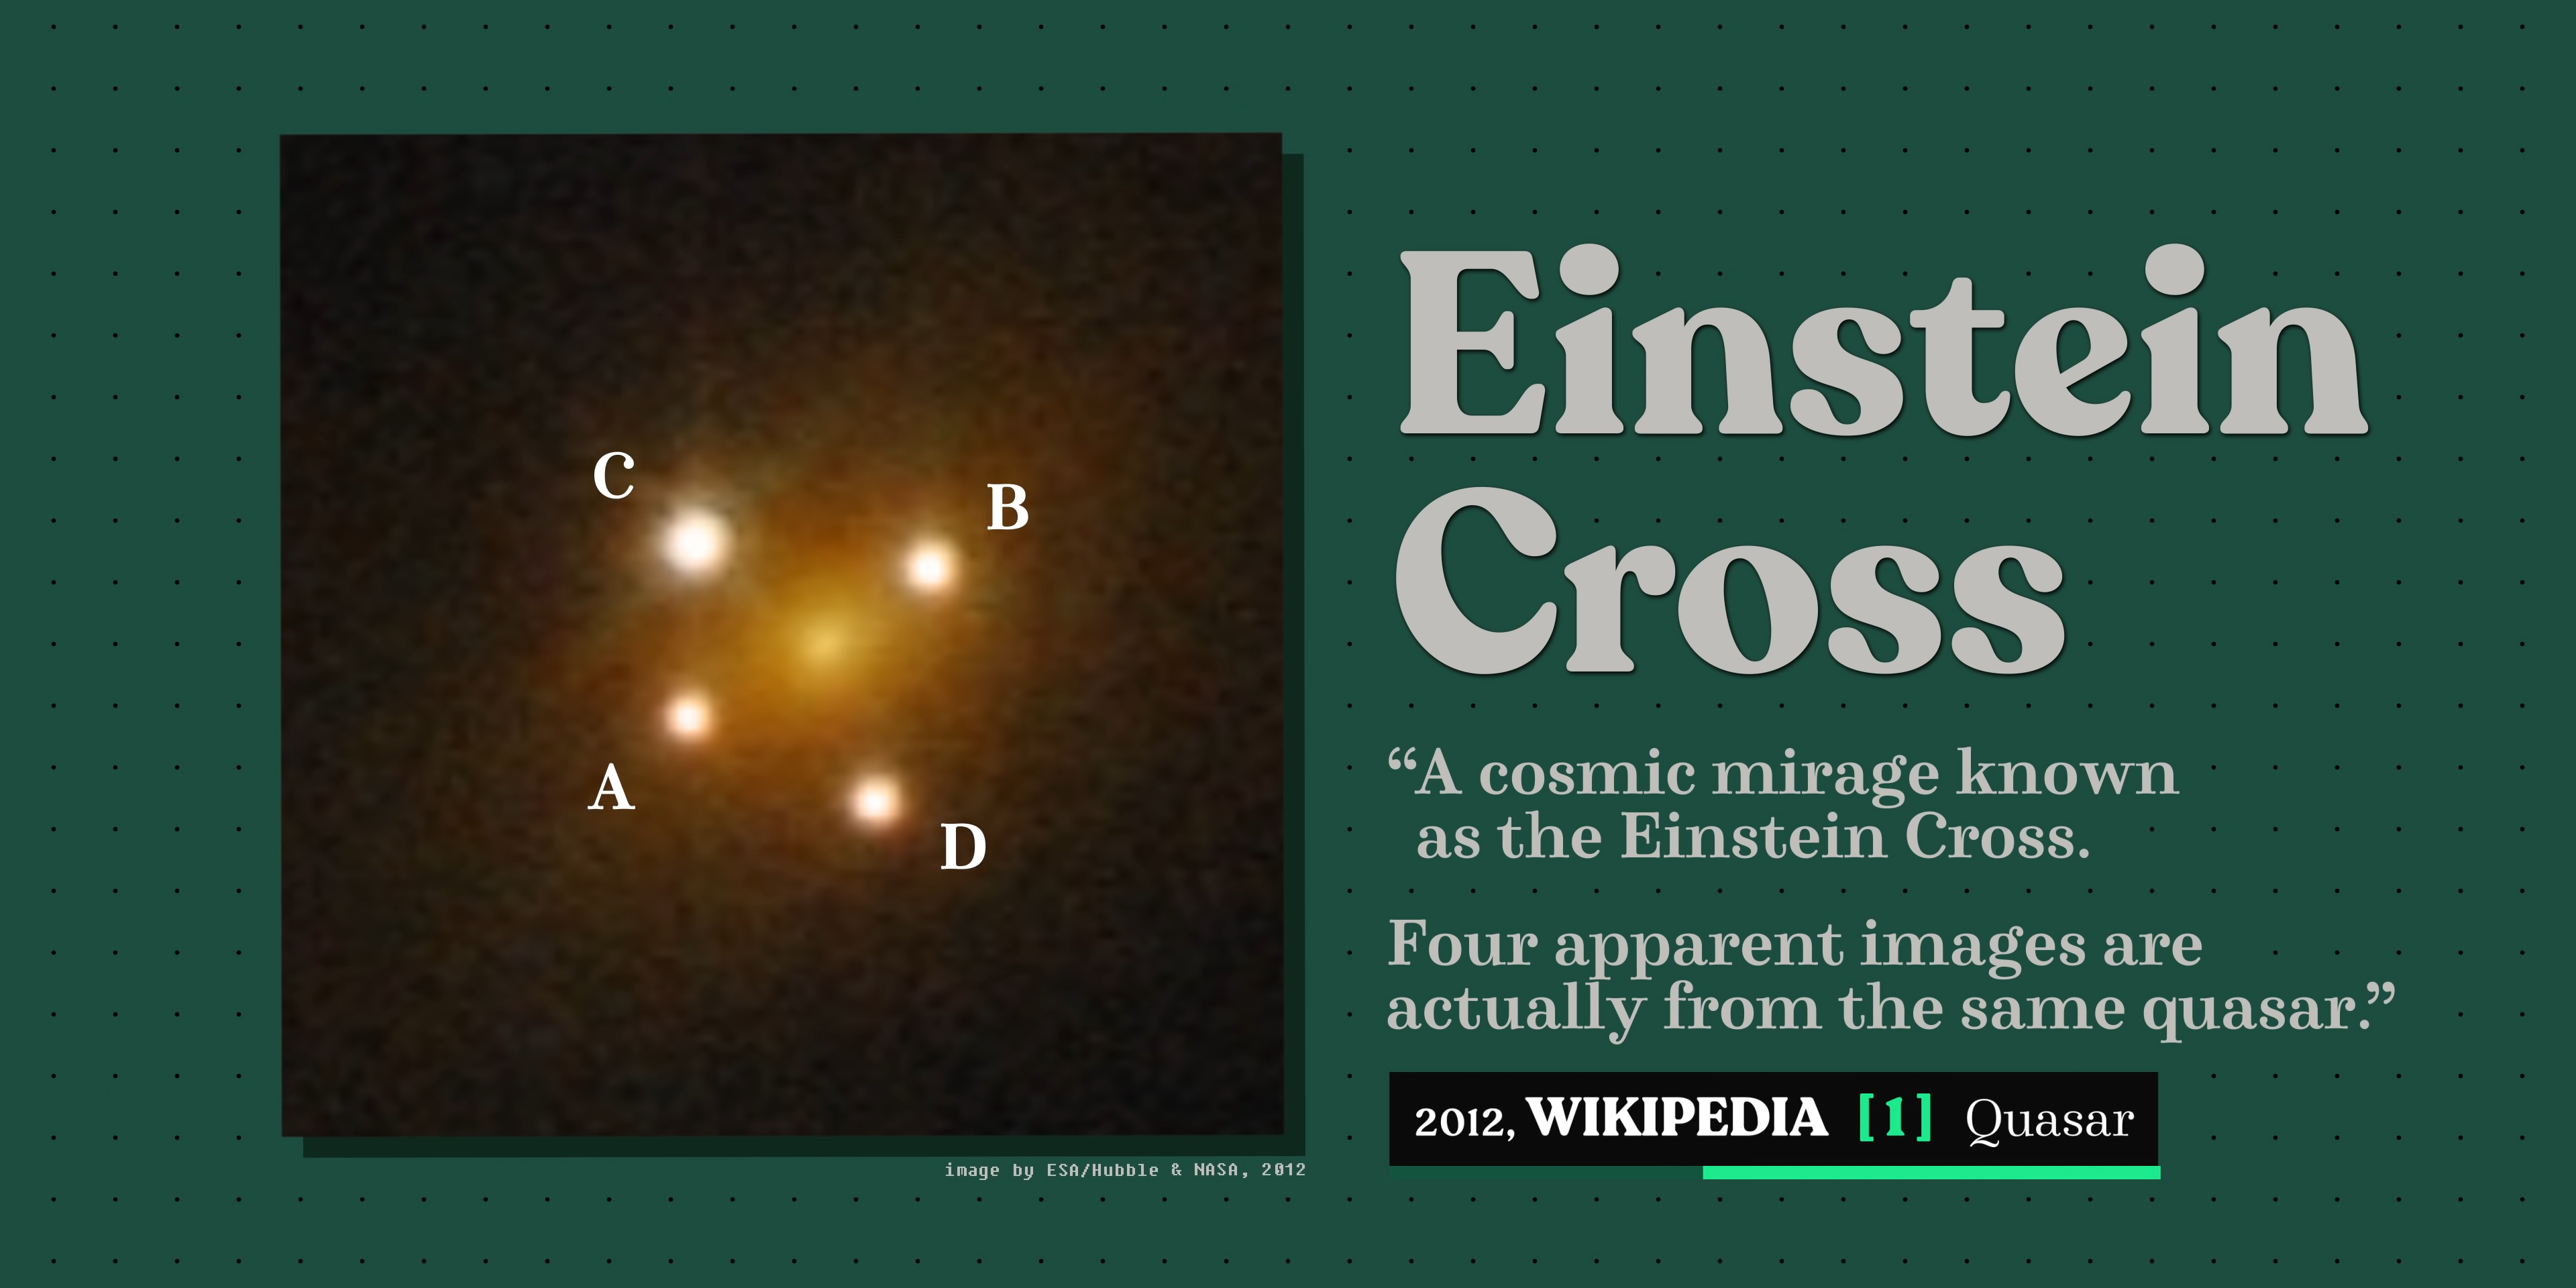 Einstein
Cross
C
B
A
D
“A cosmic mirage known
as the Einstein Cross.
Four apparent images are
actually from the same quasar.”
2012, WIKIPEDIA [1] Quasar
image by ESA/Hubble & NASA, 2012